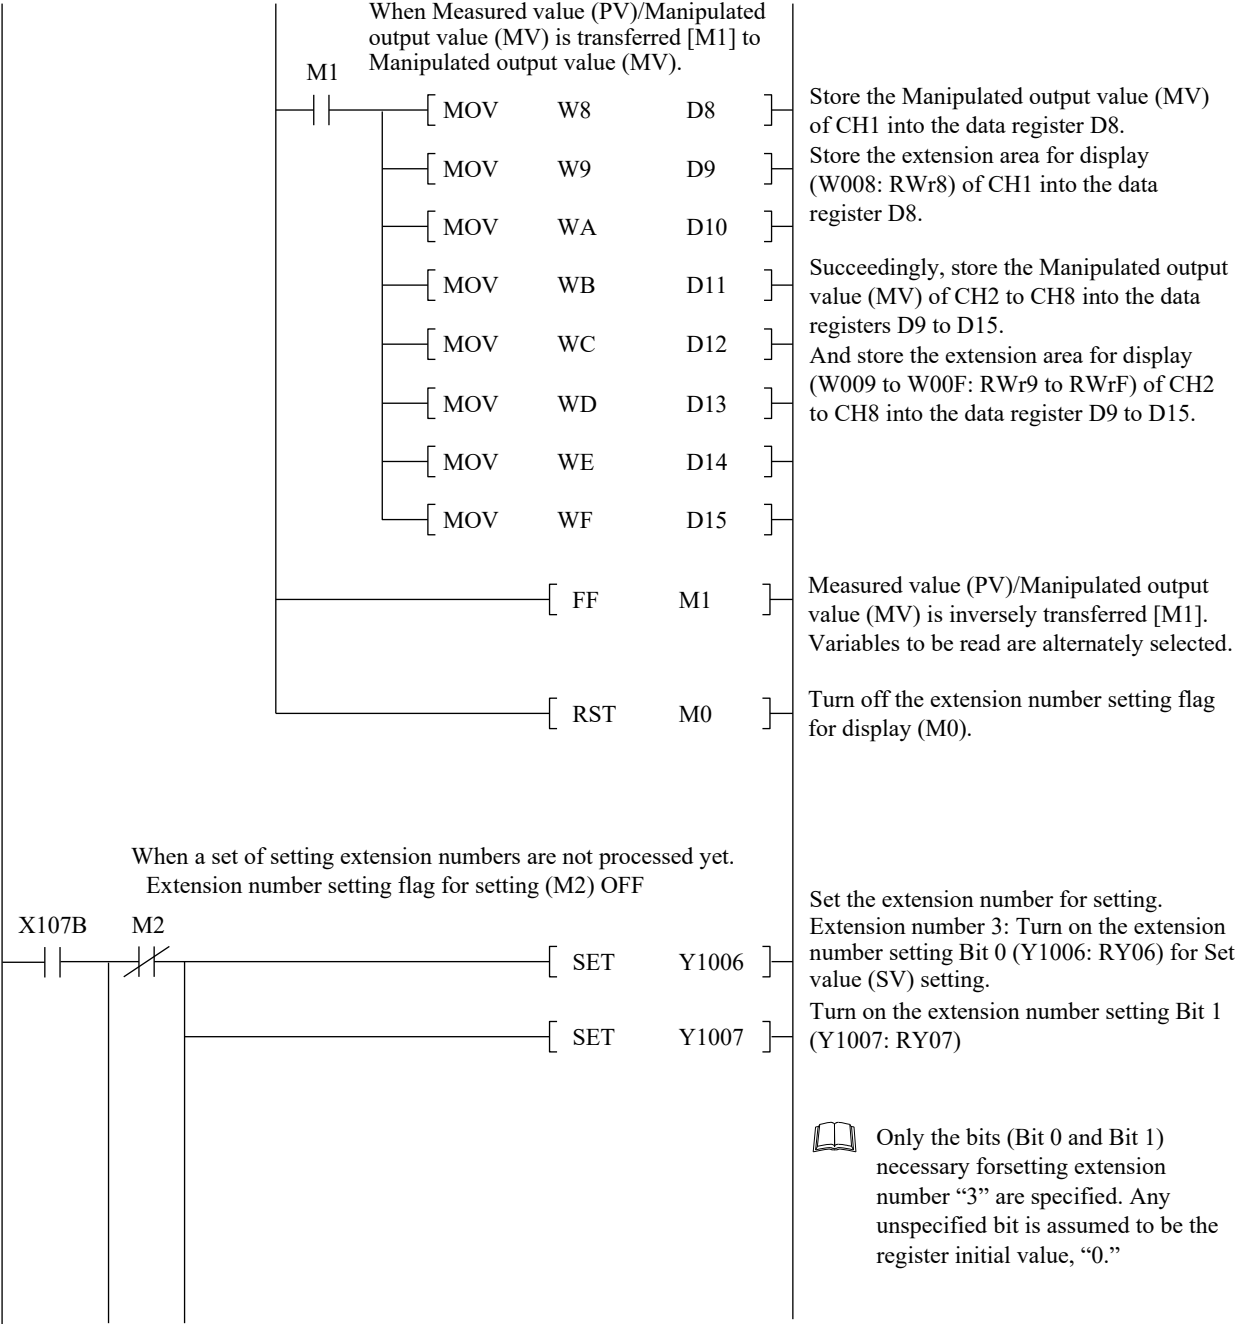 When Measured value (PV)/Manipulated
output value (MV) is transferred [M1] to
Manipulated output value (MV).
M1
MOV W8 D8
MOV W9 D9
MOV WA D10
MOV WB D11
MOV WC D12
MOV WD D13
MOV WE D14
MOV WF D15
Store the Manipulated output value (MV)
of CH1 into the data register D8.
Store the extension area for display
(W008: RWr8) of CH1 into the data
register D8.
Succeedingly, store the Manipulated output
value (MV) of CH2 to CH8 into the data
registers D9 to D15.
And store the extension area for display
(W009 to W00F: RWr9 to RWrF) of CH2
to CH8 into the data register D9 to D15.
FF M1
Measured value (PV)/Manipulated output
value (MV) is inversely transferred [M1].
Variables to be read are alternately selected.
RST M0
Turn off the extension number setting flag
for display (M0).
When a set of setting extension numbers are not processed yet.
Extension number setting flag for setting (M2) OFF
X107B M2
SET Y1006
Set the extension number for setting.
Extension number 3: Turn on the extension
number setting Bit 0 (Y1006: RY06) for Set
value (SV) setting.
SET Y1007
Turn on the extension number setting Bit 1
(Y1007: RY07)
Only the bits (Bit 0 and Bit 1)
necessary forsetting extension
number “3” are specified. Any
unspecified bit is assumed to be the
register initial value, “0.”